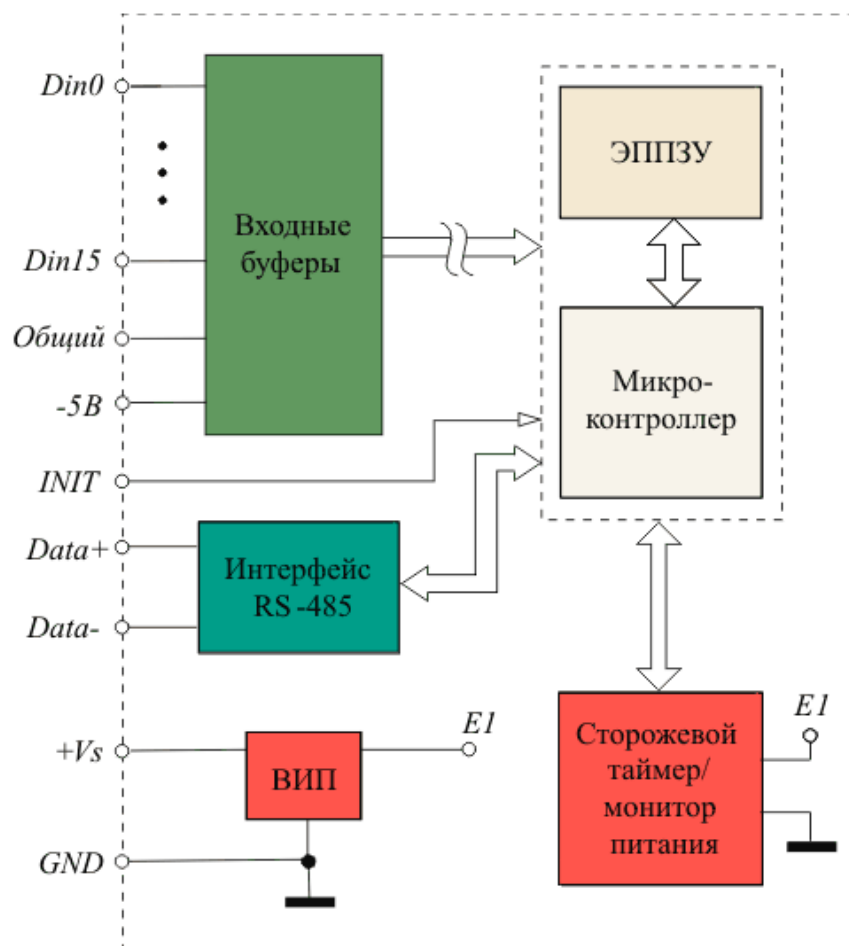 Din0
Din15
Общий
-5В
INIT
Data+
Data-
+Vs
GND
Входные
буферы
Интерфейс
RS -485
ВИП
E1
ЭППЗУ
Микро-
контроллер
Сторожевой
таймер/
монитор
питания
E1